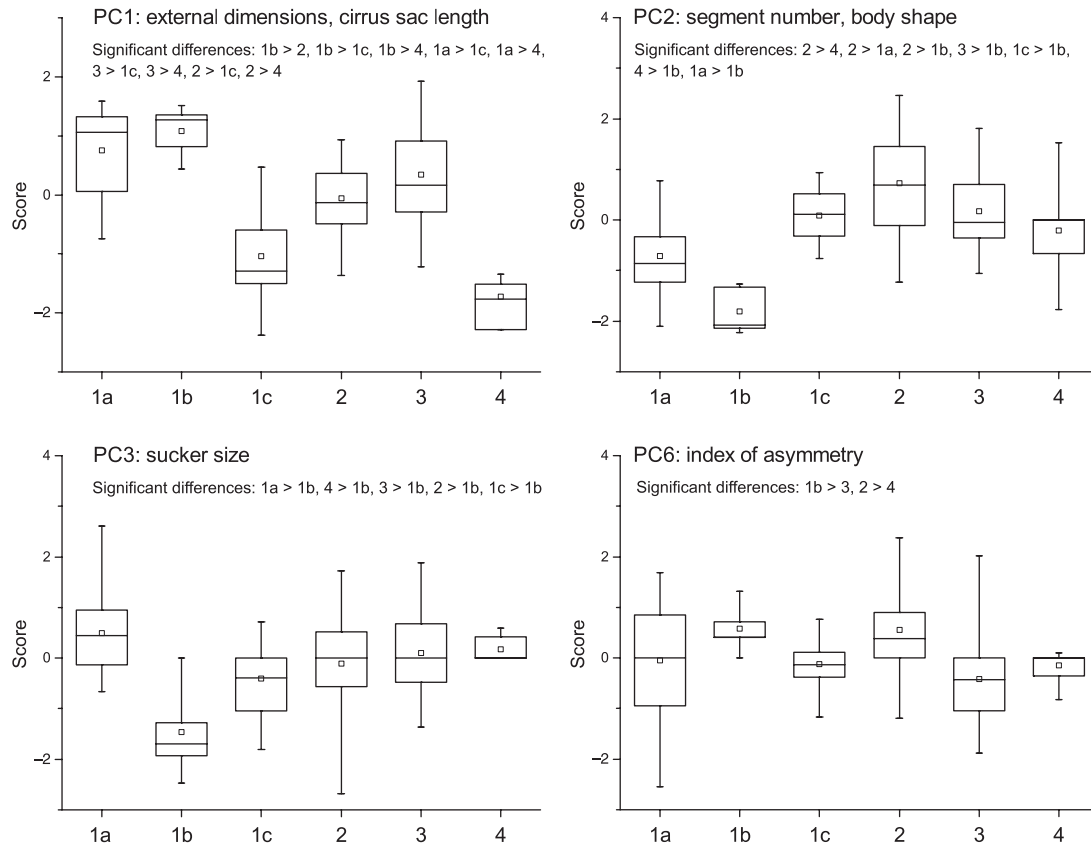 PC1: external dimensions, cirrus sac length
Significant differences: 1b > 2, 1b > 1c, 1b > 4, 1a > 1c, 1a > 4,
3 > 1c, 3 > 4, 2 > 1c, 2 > 4
2
0
−2
Score
1a 1b 1c 2 3 4
PC2: segment number, body shape
Significant differences: 2 > 4, 2 > 1a, 2 > 1b, 3 > 1b, 1c > 1b,
4 > 1b, 1a > 1b
4
2
0
−2
Score
1a 1b 1c 2 3 4
PC3: sucker size
Significant differences: 1a > 1b, 4 > 1b, 3 > 1b, 2 > 1b, 1c > 1b
4
2
0
−2
Score
1a 1b 1c 2 3 4
PC6: index of asymmetry
Significant differences: 1b > 3, 2 > 4
4
2
0
−2
Score
1a 1b 1c 2 3 4